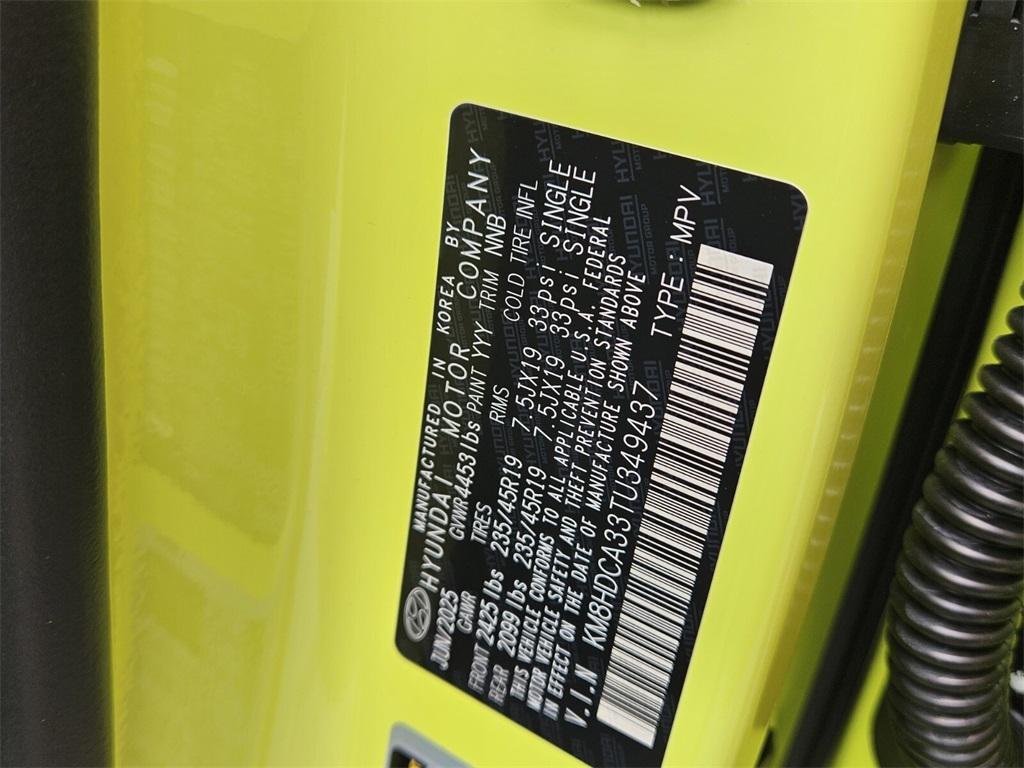 MANUFACTURED IN KOREA BY
HYUNDAI MOTOR COMPANY
JUN/2025 GVWR 4453 lbs PAINT YYY TRIM NNB
GAWR TIRES RIMS COLD TIRE INFL
FRONT 2425 lbs 235/45R19 7.5JX19 33psi SINGLE
REAR 2099 lbs 235/45R19 7.5JX19 33psi SINGLE
THIS VEHICLE CONFORMS TO ALL APPLICABLE U.S.A. FEDERAL
MOTOR VEHICLE SAFETY AND THEFT PREVENTION STANDARDS
IN EFFECT ON THE DATE OF MANUFACTURE SHOWN ABOVE
V.I.N KM8HDCA33TU349437 TYPE: MPV